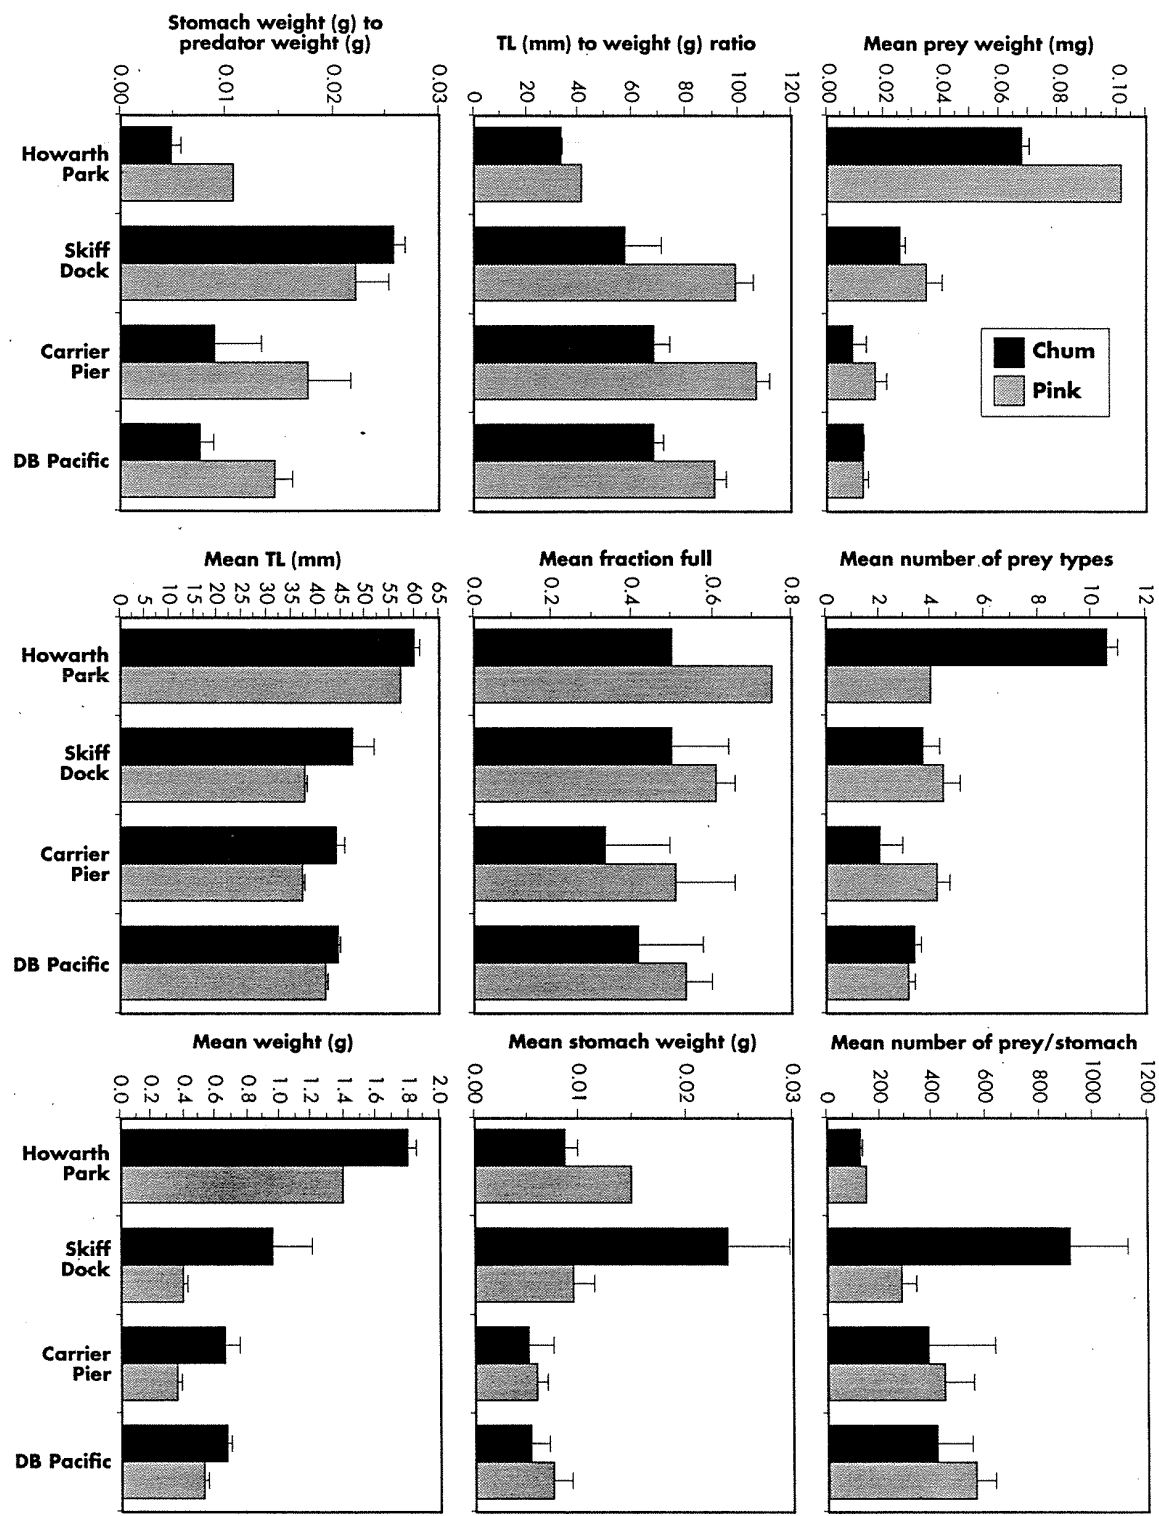 Stomach weight (g) to
predator weight (g)
0.00
0.01
0.02
0.03
Howarth
Park
Skiff
Dock
Carrier
Pier
DB Pacific
TL (mm) to weight (g) ratio
0
20
40
60
80
100
120
Mean prey weight (mg)
0.00
0.02
0.04
0.06
0.08
0.10
Chum
Pink
Mean TL (mm)
0
5
10
15
20
25
30
35
40
45
50
55
60
65
Howarth
Park
Skiff
Dock
Carrier
Pier
DB Pacific
Mean fraction full
0.0
0.2
0.4
0.6
0.8
Mean number of prey types
0
2
4
6
8
10
12
Mean weight (g)
0.0
0.2
0.4
0.6
0.8
1.0
1.2
1.4
1.6
1.8
2.0
Howarth
Park
Skiff
Dock
Carrier
Pier
DB Pacific
Mean stomach weight (g)
0.00
0.01
0.02
0.03
Mean number of prey/stomach
0
200
400
600
800
1000
1200